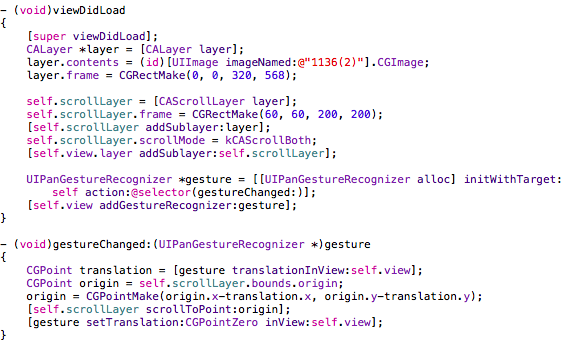 - (void)viewDidLoad
{
    [super viewDidLoad];
    CALayer *layer = [CALayer layer];
    layer.contents = (id)[UIImage imageNamed:@"1136(2)"].CGImage;
    layer.frame = CGRectMake(0, 0, 320, 568);

    self.scrollLayer = [CAScrollLayer layer];
    self.scrollLayer.frame = CGRectMake(60, 60, 200, 200);
    [self.scrollLayer addSublayer:layer];
    self.scrollLayer.scrollMode = kCAScrollBoth;
    [self.view.layer addSublayer:self.scrollLayer];

    UIPanGestureRecognizer *gesture = [[UIPanGestureRecognizer alloc] initWithTarget:
        self action:@selector(gestureChanged:)];
    [self.view addGestureRecognizer:gesture];
}

- (void)gestureChanged:(UIPanGestureRecognizer *)gesture
{
    CGPoint translation = [gesture translationInView:self.view];
    CGPoint origin = self.scrollLayer.bounds.origin;
    origin = CGPointMake(origin.x-translation.x, origin.y-translation.y);
    [self.scrollLayer scrollToPoint:origin];
    [gesture setTranslation:CGPointZero inView:self.view];
}